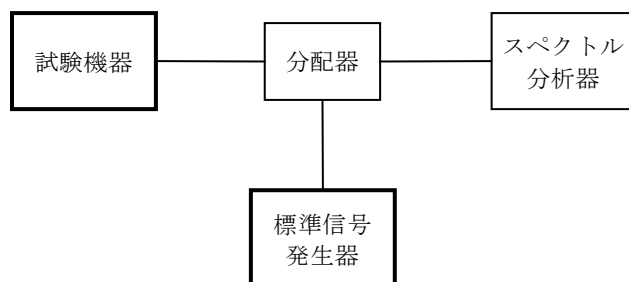 試験機器
分配器
スペクトル
分析器
標準信号
発生器